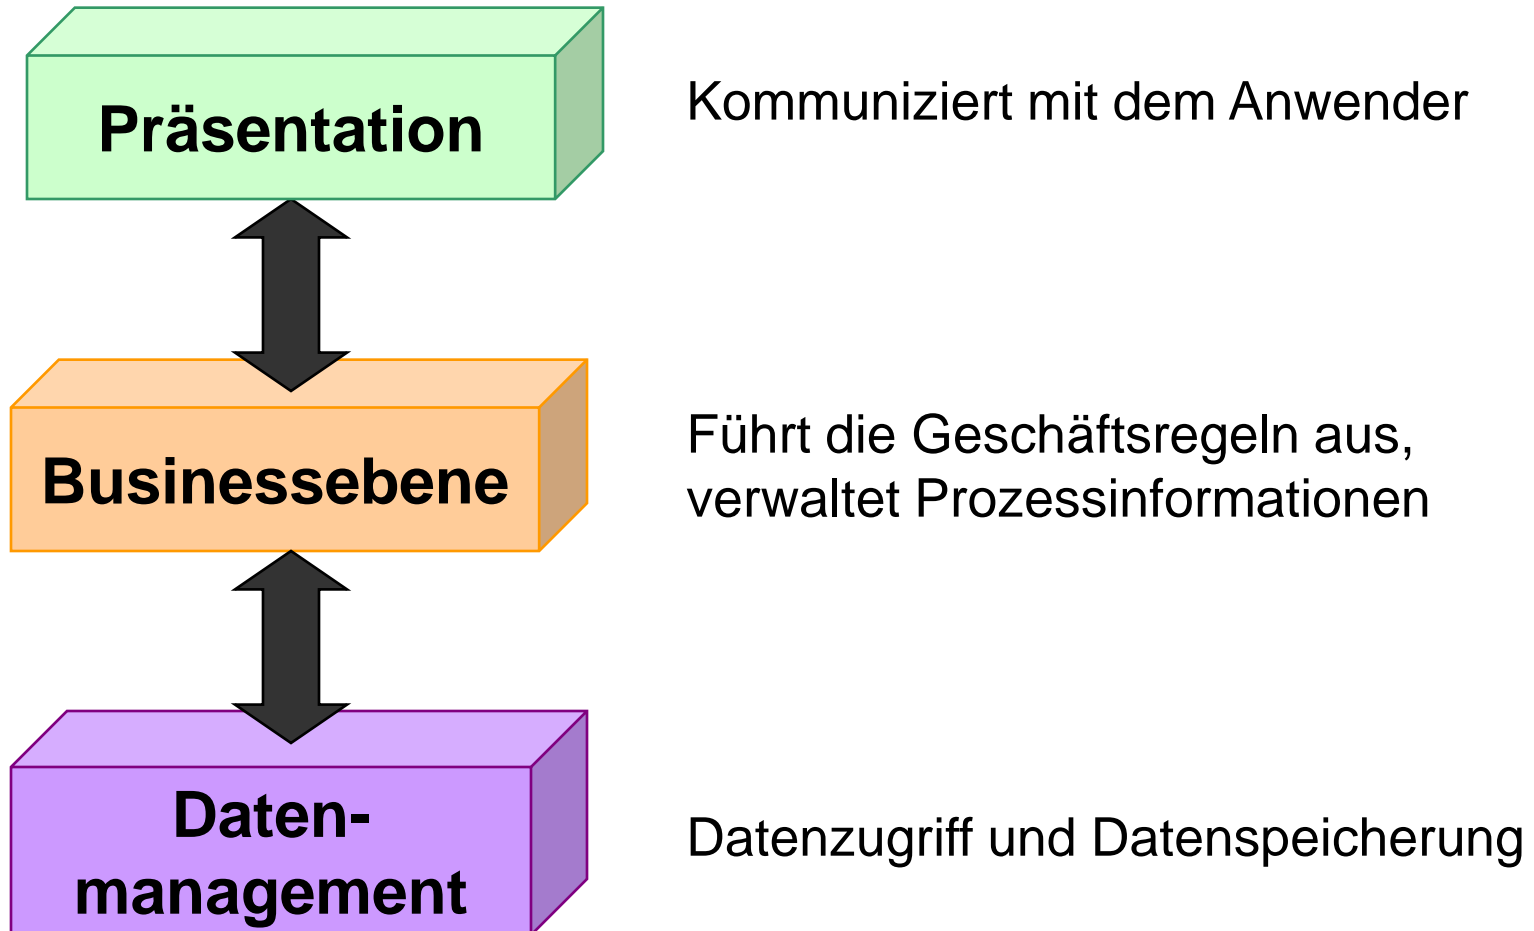 Präsentation
Kommuniziert mit dem Anwender
Businessebene
Führt die Geschäftsregeln aus,
verwaltet Prozessinformationen
Daten-
management
Datenzugriff und Datenspeicherung